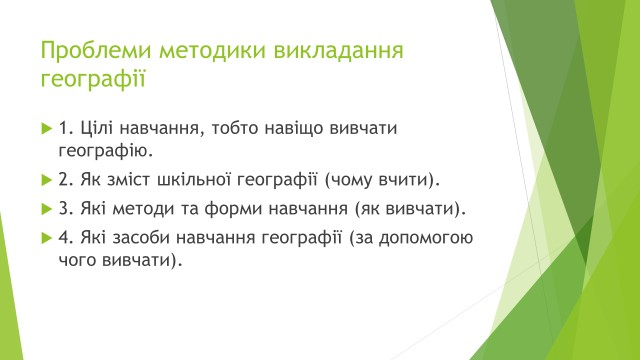 Проблеми методики викладання
географії
1. Цілі навчання, тобто навіщо вивчати
географію.
2. Як зміст шкільної географії (чому вчити).
3. Які методи та форми навчання (як вивчати).
4. Які засоби навчання географії (за допомогою
чого вивчати).